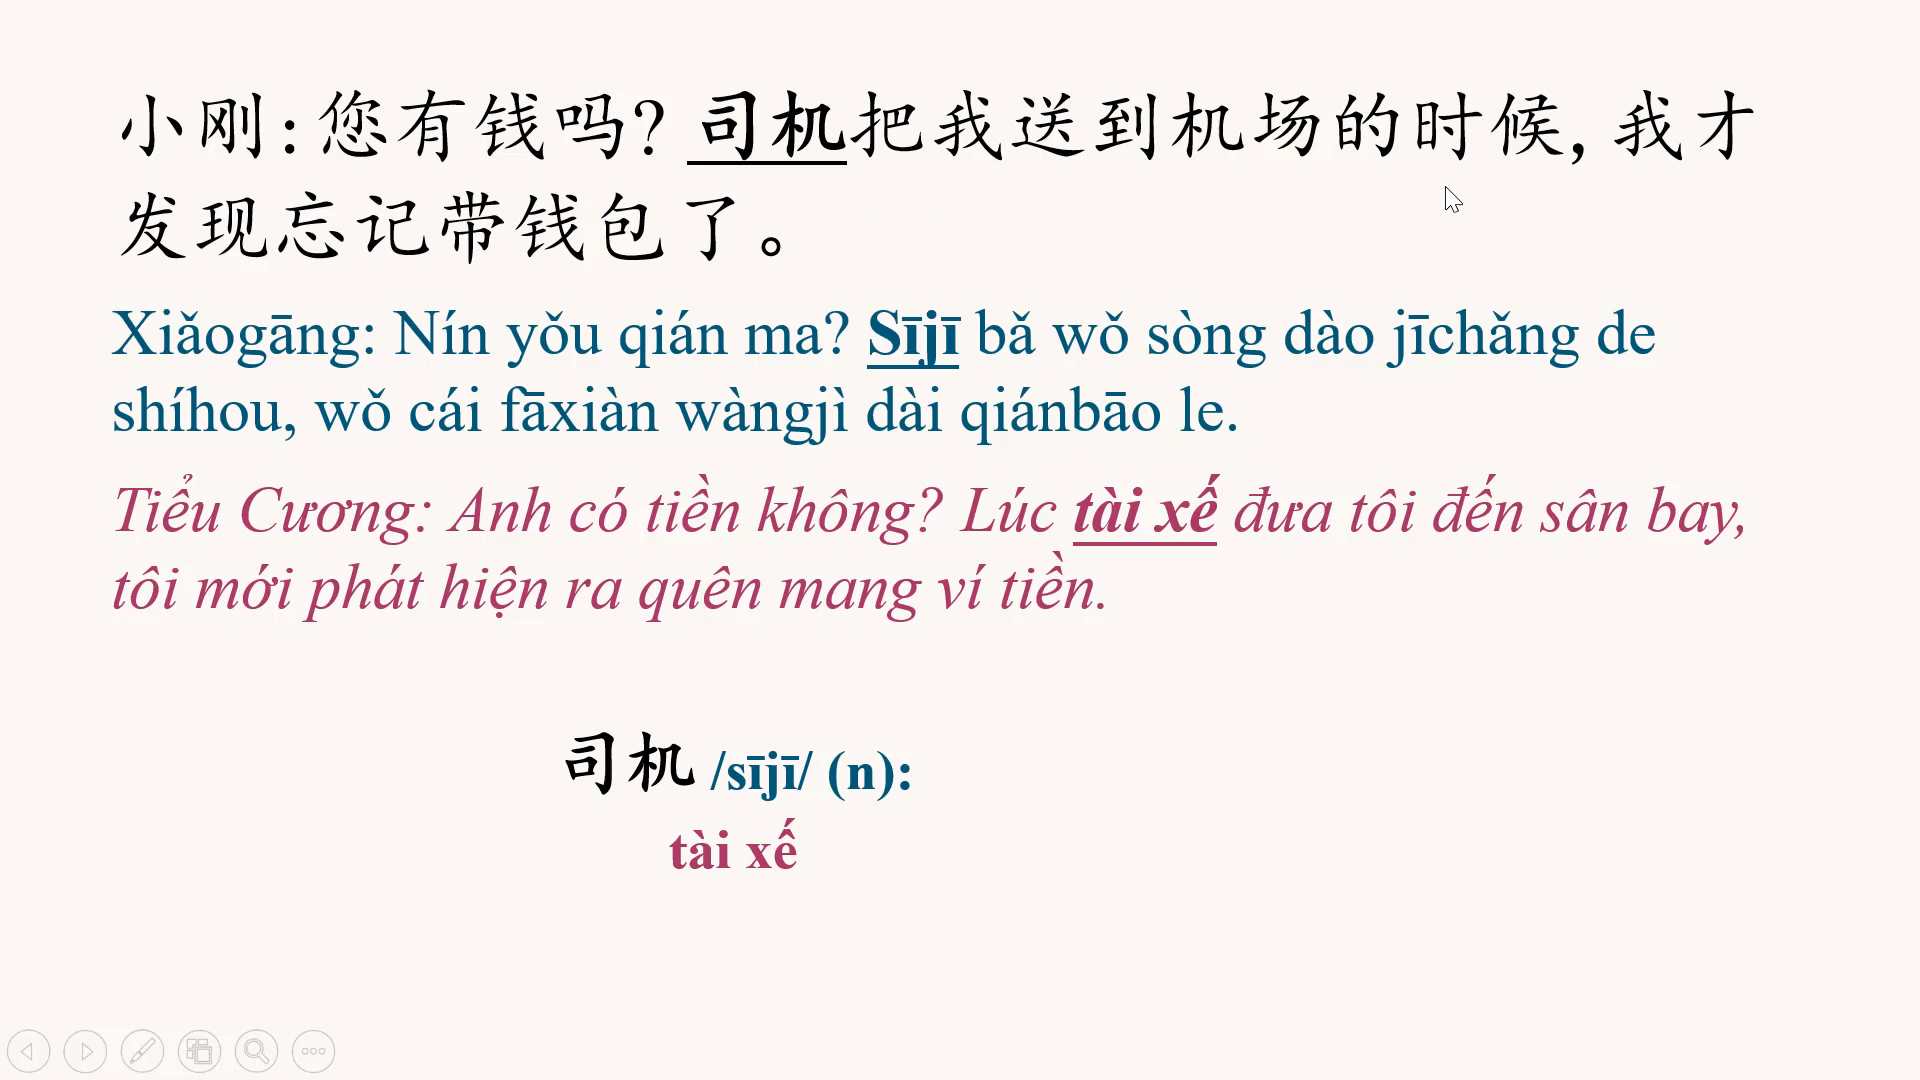 小刚：您有钱吗？司机把我送到机场的时候，我才
发现忘记带钱包了。
Xiǎogāng: Nín yǒu qián ma? Sījī bǎ wǒ sòng dào jīchǎng de
shíhou, wǒ cái fāxiàn wàngjì dài qiánbāo le.
Tiểu Cương: Anh có tiền không? Lúc tài xế đưa tôi đến sân bay,
tôi mới phát hiện ra quên mang ví tiền.
司机 /sījī/ (n):
tài xế